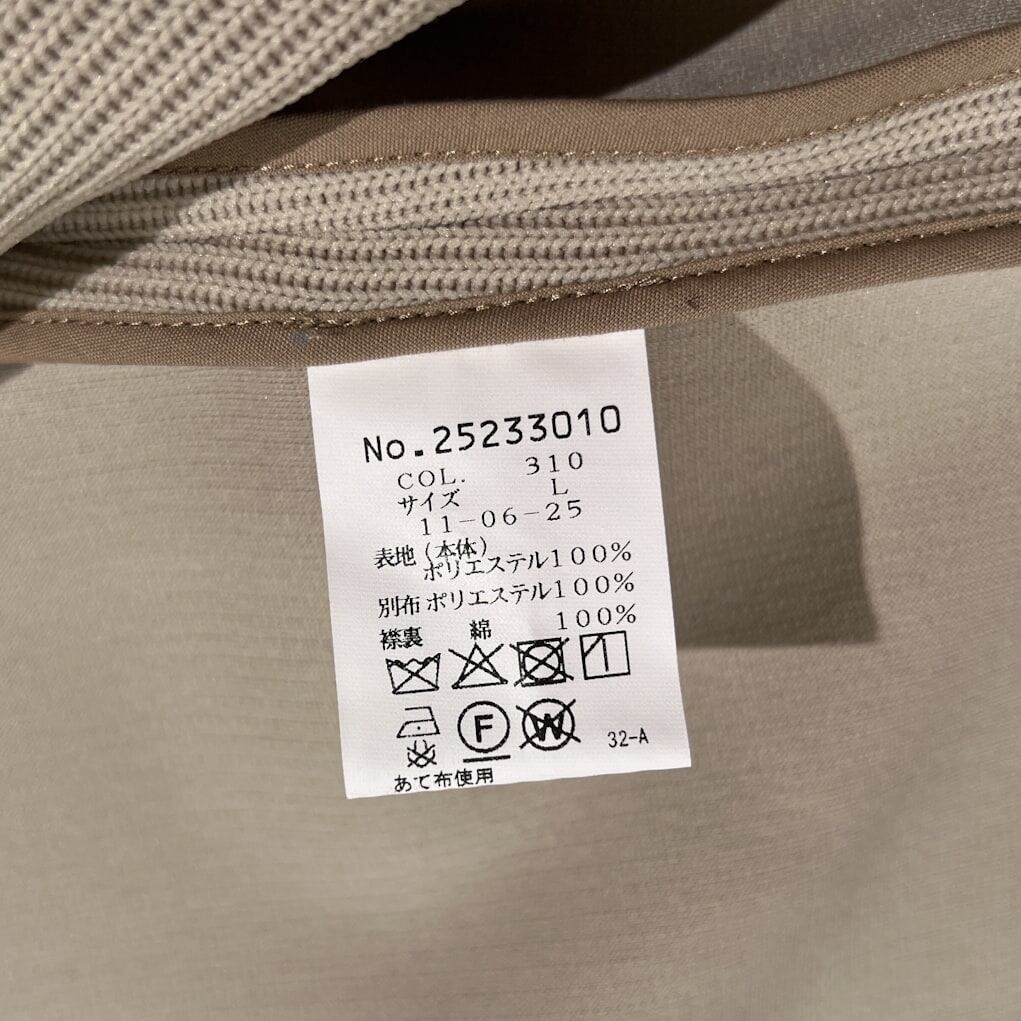 No.25233010
COL. 310
サイズ L
11-06-25
表地 (本体)
ポリエステル100%
別布 ポリエステル100%
100%
襟裏 綿
F W 32-A
あて布使用